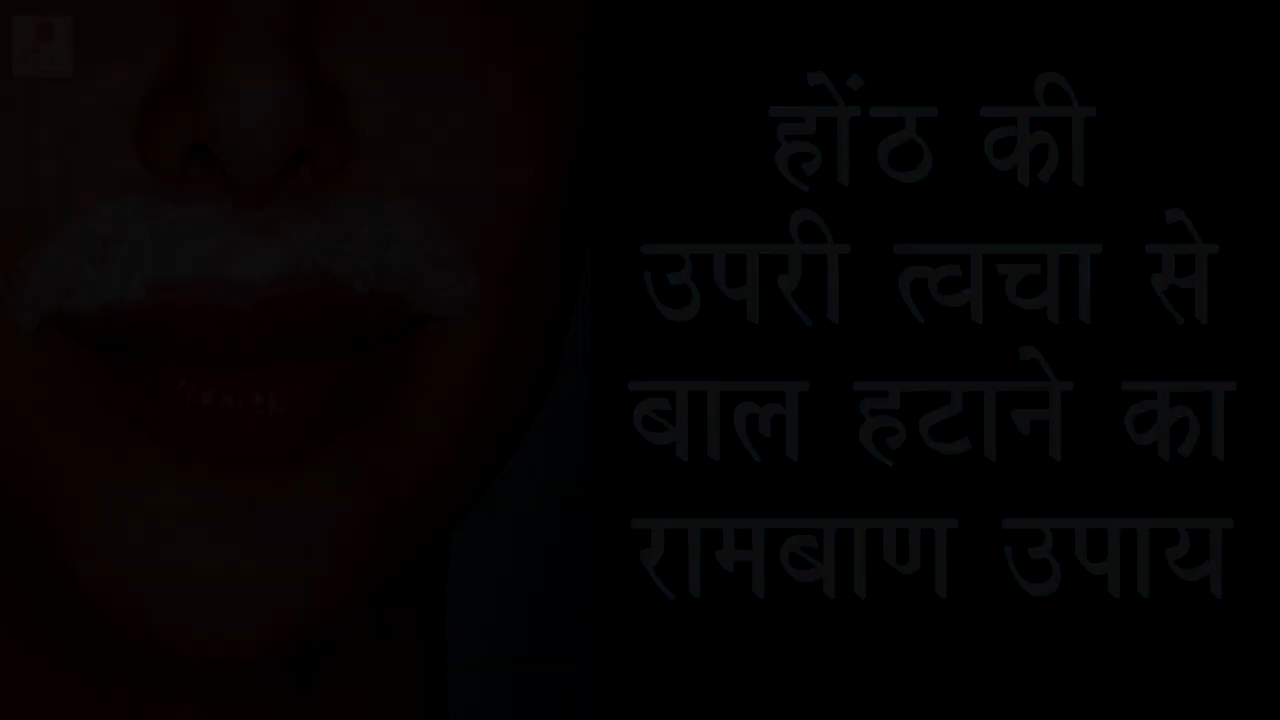 होंठ की
उपरी त्वचा से
बाल हटाने का
रामबाण उपाय